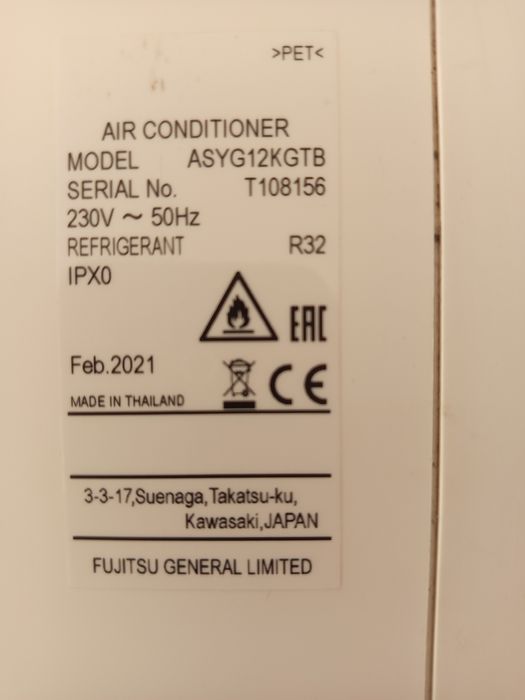 >PET<
AIR CONDITIONER
MODEL ASYG12KGTB
SERIAL No. T108156
230V ~ 50Hz
REFRIGERANT R32
IPX0
EAC
Feb.2021
CE
MADE IN THAILAND
3-3-17,Suenaga,Takatsu-ku,
Kawasaki,JAPAN
FUJITSU GENERAL LIMITED